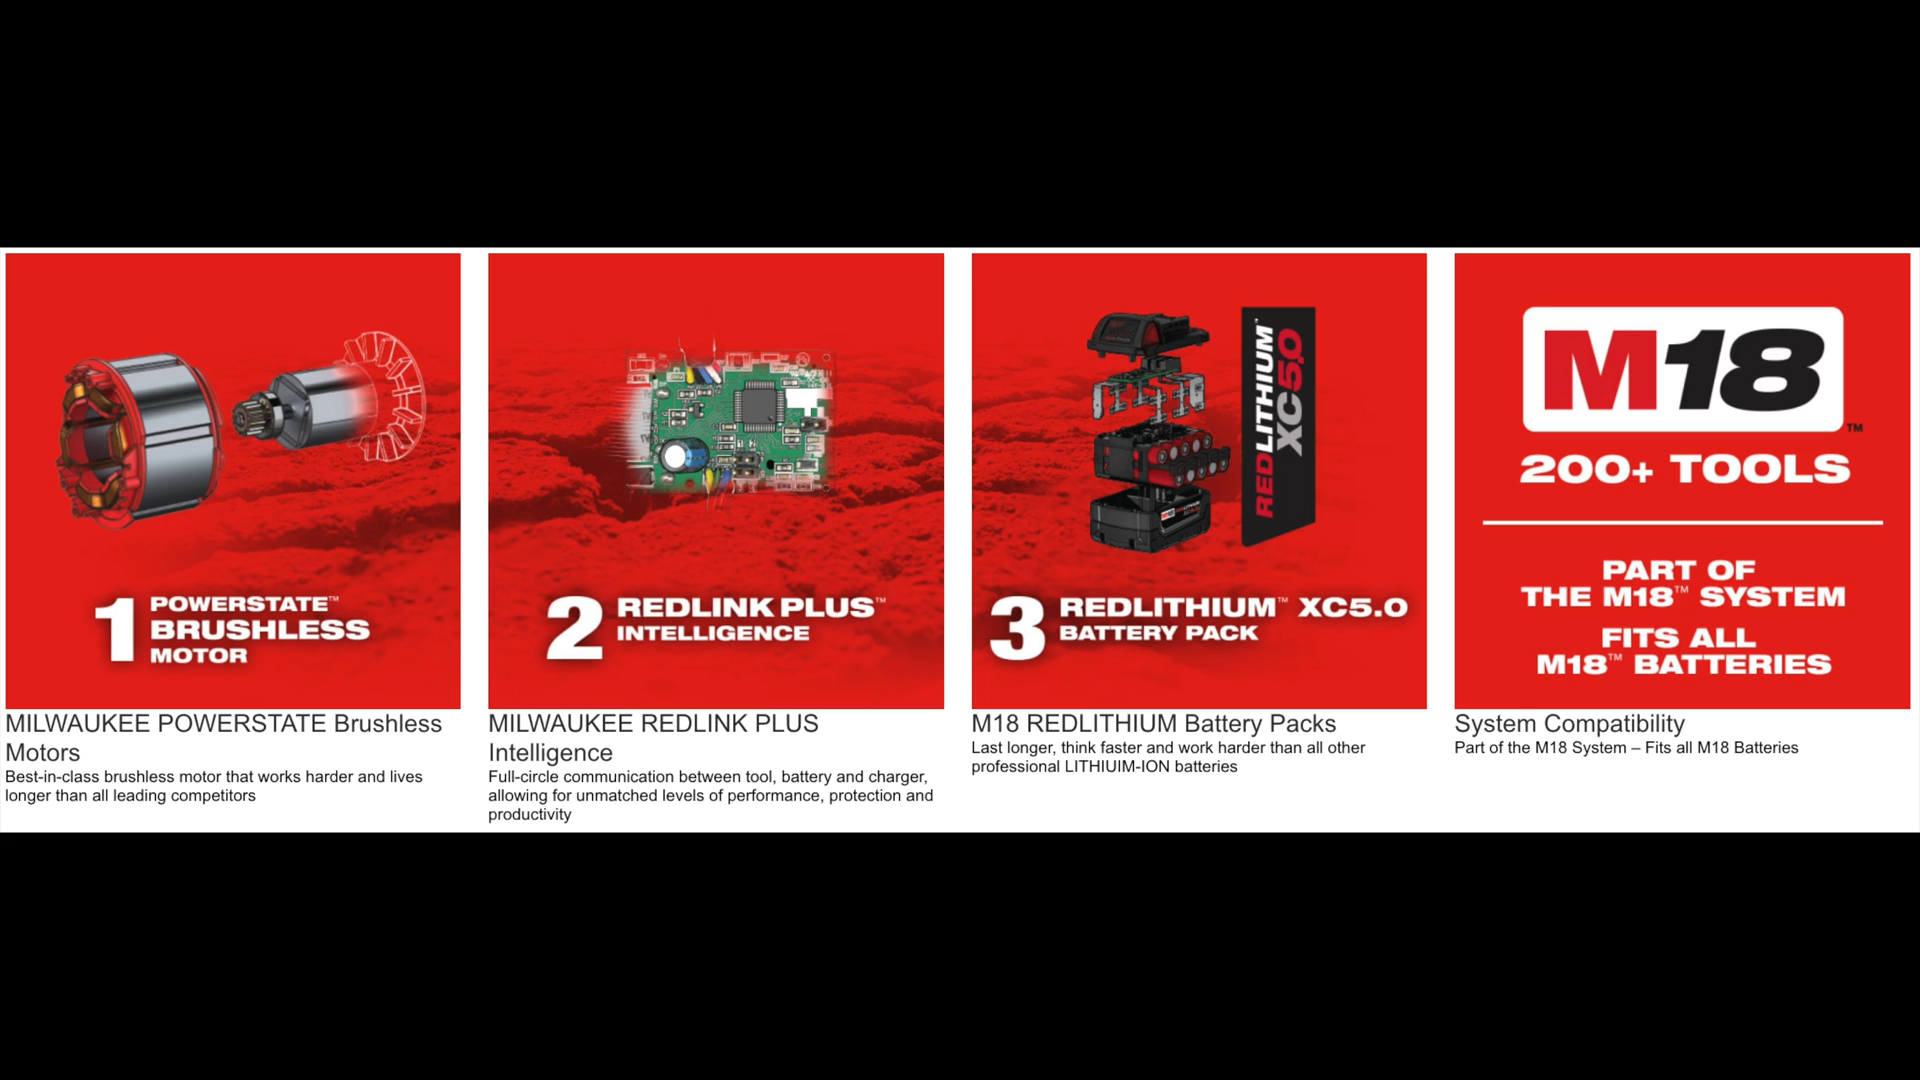 1 POWERSTATE™
BRUSHLESS
MOTOR
MILWAUKEE POWERSTATE Brushless
Motors
Best-in-class brushless motor that works harder and lives
longer than all leading competitors
2 REDLINK PLUS™
INTELLIGENCE
MILWAUKEE REDLINK PLUS
Intelligence
Full-circle communication between tool, battery and charger,
allowing for unmatched levels of performance, protection and
productivity
REDLITHIUM™
XC5.0
M18
3 REDLITHIUM™ XC5.0
BATTERY PACK
M18 REDLITHIUM Battery Packs
Last longer, think faster and work harder than all other
professional LITHIUIM-ION batteries
M18™
200+ TOOLS
PART OF
THE M18™ SYSTEM
FITS ALL
M18™ BATTERIES
System Compatibility
Part of the M18 System – Fits all M18 Batteries